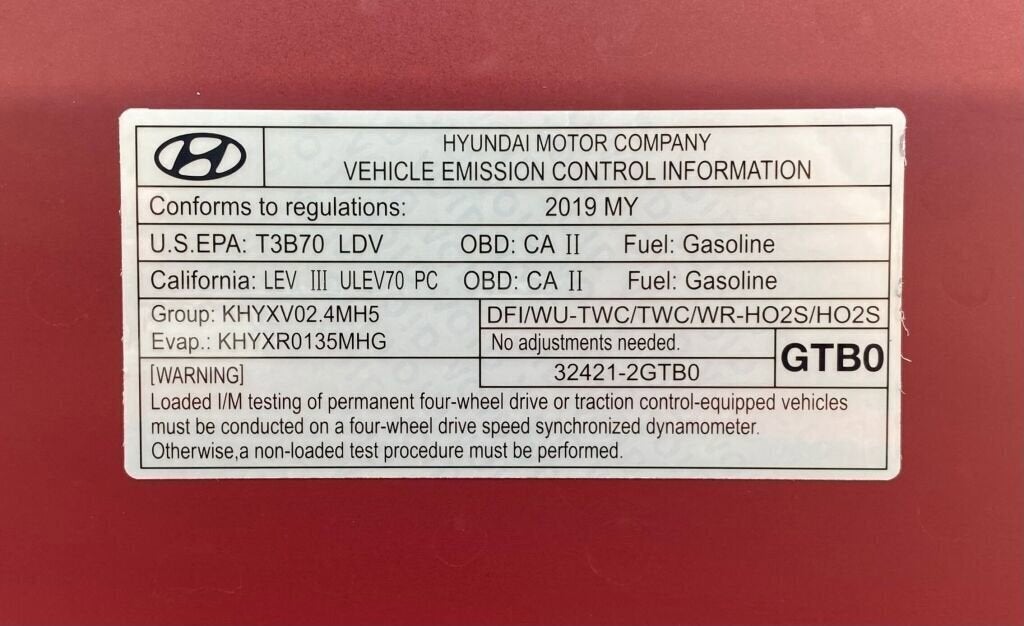 HYUNDAI MOTOR COMPANY
VEHICLE EMISSION CONTROL INFORMATION
Conforms to regulations: 2019 MY
U.S.EPA: T3B70 LDV OBD: CA II Fuel: Gasoline
California: LEV III ULEV70 PC OBD: CA II Fuel: Gasoline
Group: KHYXV02.4MH5
Evap.: KHYXR0135MHG
DFI/WU-TWC/TWC/WR-HO2S/HO2S
No adjustments needed.
32421-2GTB0
GTB0
[WARNING]
Loaded I/M testing of permanent four-wheel drive or traction control-equipped vehicles
must be conducted on a four-wheel drive speed synchronized dynamometer.
Otherwise,a non-loaded test procedure must be performed.